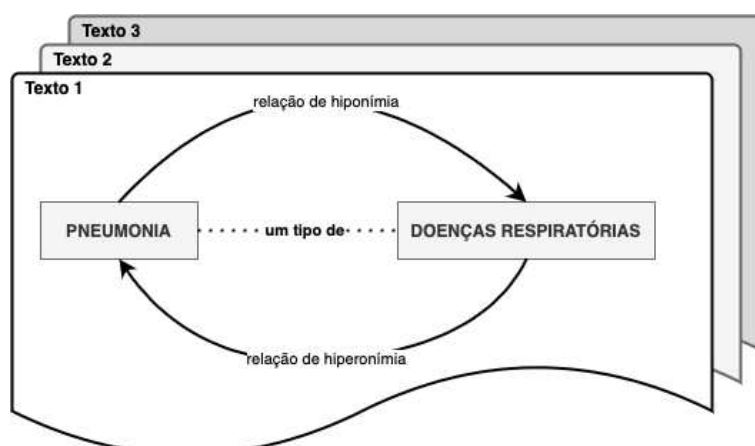 Texto 3
Texto 2
Texto 1
relação de hiponímia
PNEUMONIA
um tipo de
DOENÇAS RESPIRATÓRIAS
relação de hiperonímia